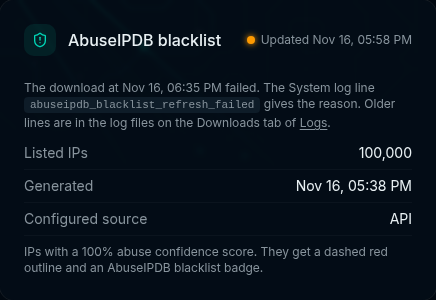 AbuseIPDB blacklist
Updated Nov 16, 05:58 PM
The download at Nov 16, 06:35 PM failed. The System log line
abuseipdb_blacklist_refresh_failed gives the reason. Older
lines are in the log files on the Downloads tab of Logs.
Listed IPs 100,000
Generated Nov 16, 05:38 PM
Configured source API
IPs with a 100% abuse confidence score. They get a dashed red
outline and an AbuseIPDB blacklist badge.